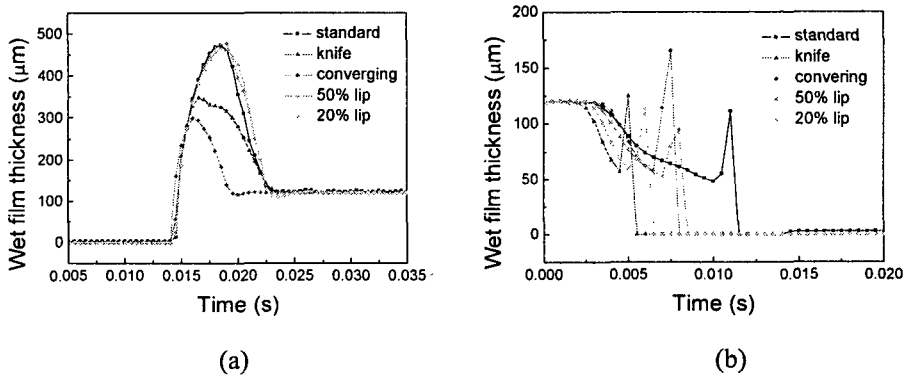 500
400
300
200
100
0
Wet film thickness (μm)
0.005 0.010 0.015 0.020 0.025 0.030 0.035
Time (s)
standard
knife
converging
50% lip
20% lip
(a)
200
150
100
50
0
Wet film thickness (μm)
0.000 0.005 0.010 0.015 0.020
Time (s)
standard
knife
convering
50% lip
20% lip
(b)